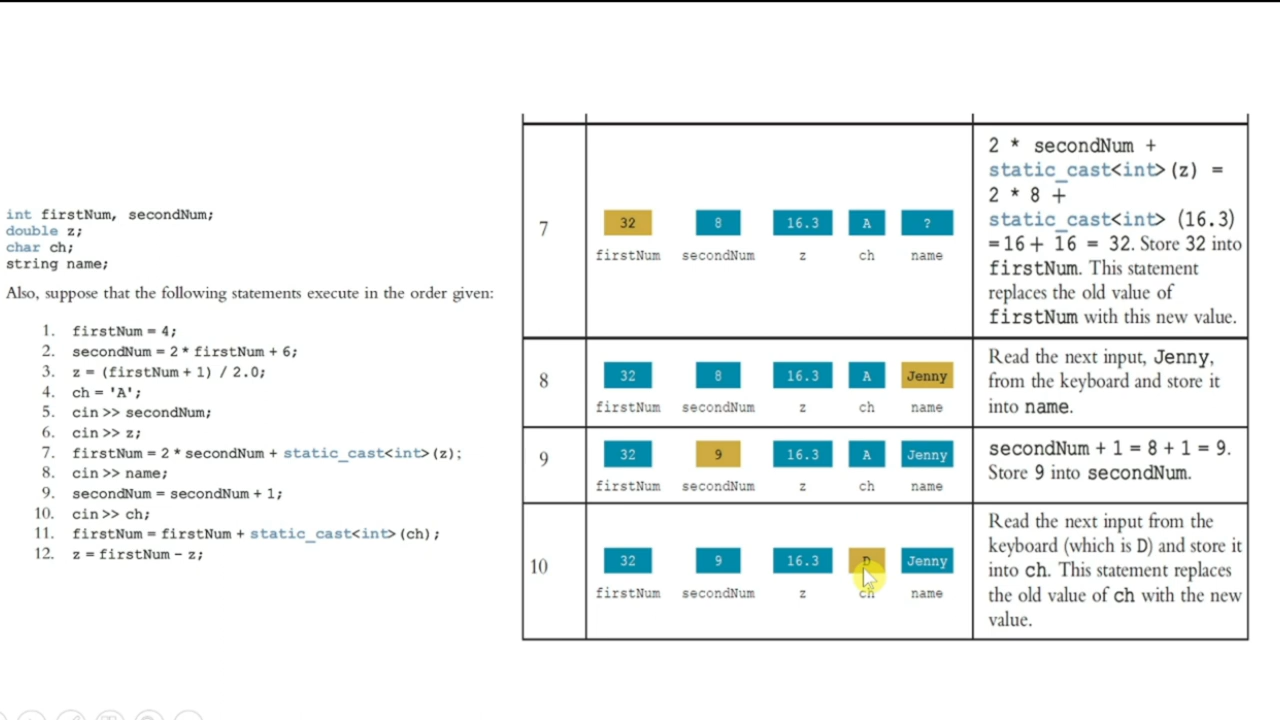 int firstNum, secondNum;
double z;
char ch;
string name;
Also, suppose that the following statements execute in the order given:
1. firstNum = 4;
2. secondNum = 2 * firstNum + 6;
3. z = (firstNum + 1) / 2.0;
4. ch = 'A';
5. cin >> secondNum;
6. cin >> z;
7. firstNum = 2 * secondNum + static_cast<int>(z);
8. cin >> name;
9. secondNum = secondNum + 1;
10. cin >> ch;
11. firstNum = firstNum + static_cast<int>(ch);
12. z = firstNum - z;
7
32 8 16.3 A ?
firstNum secondNum z ch name
2 * secondNum +
static_cast<int>(z) =
2 * 8 +
static_cast<int> (16.3)
=16 + 16 = 32. Store 32 into
firstNum. This statement
replaces the old value of
firstNum with this new value.
8
32 8 16.3 A Jenny
firstNum secondNum z ch name
Read the next input, Jenny,
from the keyboard and store it
into name.
9
32 9 16.3 A Jenny
firstNum secondNum z ch name
secondNum + 1 = 8 + 1 = 9.
Store 9 into secondNum.
10
32 9 16.3 D Jenny
firstNum secondNum z ch name
Read the next input from the
keyboard (which is D) and store it
into ch. This statement replaces
the old value of ch with the new
value.